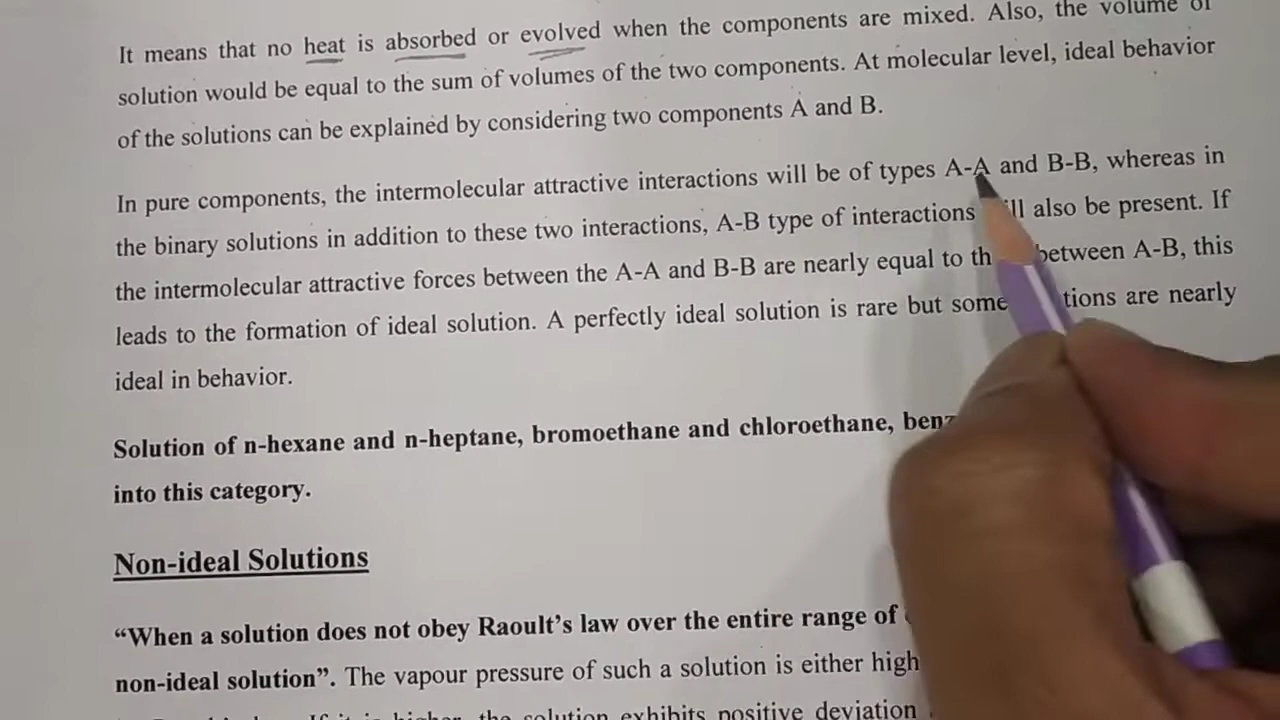 It means that no heat is absorbed or evolved when the components are mixed. Also, the volume of
solution would be equal to the sum of volumes of the two components. At molecular level, ideal behavior
of the solutions can be explained by considering two components A and B.
In pure components, the intermolecular attractive interactions will be of types A-A and B-B, whereas in
the binary solutions in addition to these two interactions, A-B type of interactions also be present. If
the intermolecular attractive forces between the A-A and B-B are nearly equal to between A-B, this
leads to the formation of ideal solution. A perfectly ideal solution is rare but some are nearly
ideal in behavior.
Solution of n-hexane and n-heptane, bromoethane and chloroethane,
into this category.
Non-ideal Solutions
“When a solution does not obey Raoult’s law over the entire range of
non-ideal solution”. The vapour pressure of such a solution is either high
the solution exhibits positive deviation